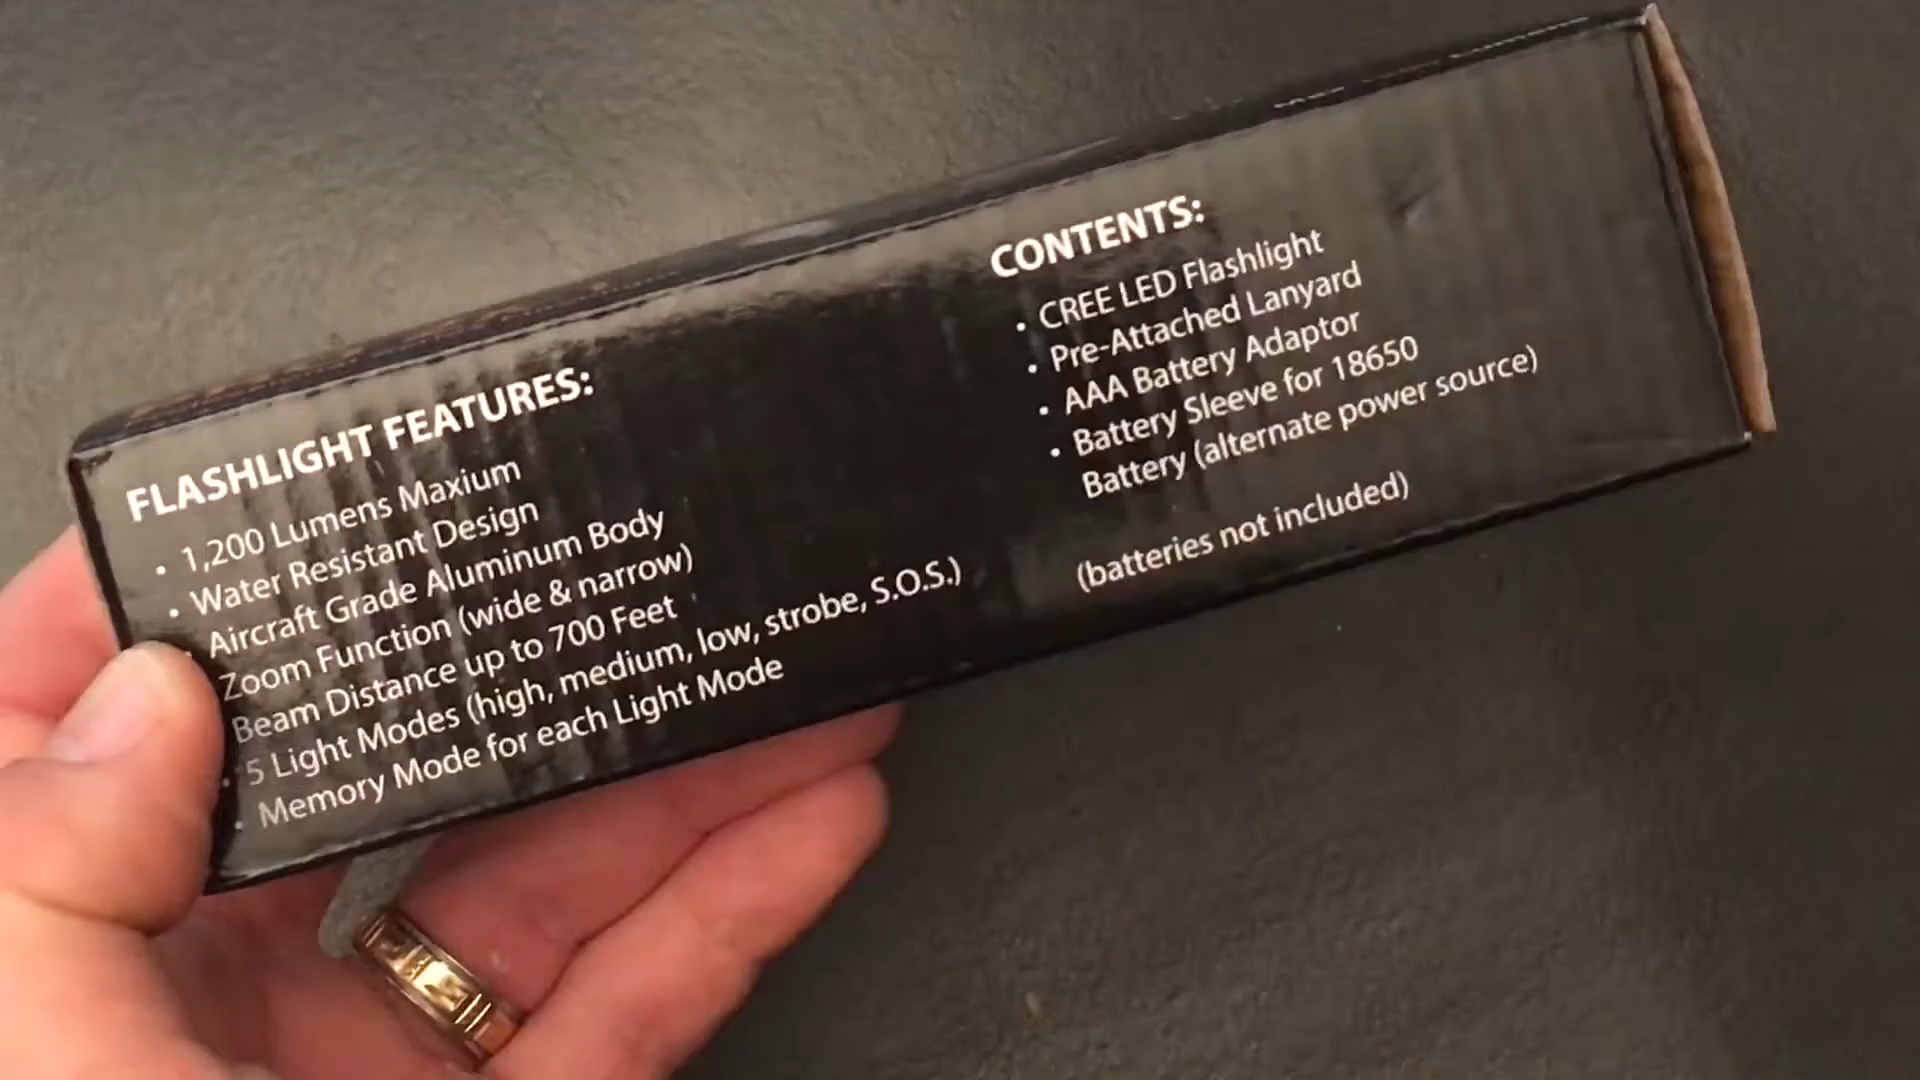 FLASHLIGHT FEATURES:
• 1,200 Lumens Maxium
• Water Resistant Design
Aircraft Grade Aluminum Body
Zoom Function (wide & narrow)
Beam Distance up to 700 Feet
• 5 Light Modes (high, medium, low, strobe, S.O.S.)
• Memory Mode for each Light Mode
CONTENTS:
• CREE LED Flashlight
• Pre-Attached Lanyard
• AAA Battery Adaptor
• Battery Sleeve for 18650
Battery (alternate power source)
(batteries not included)